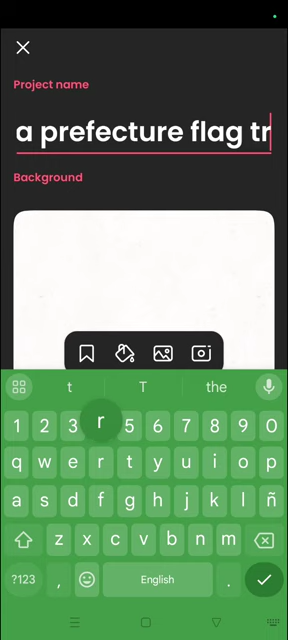 Project name
a prefecture flag tr
Background
t T the
1 2 3 r 5 6 7 8 9 0
q w e r t y u i o p
a s d f g h j k l ñ
z x c v b n m
?123 , English .